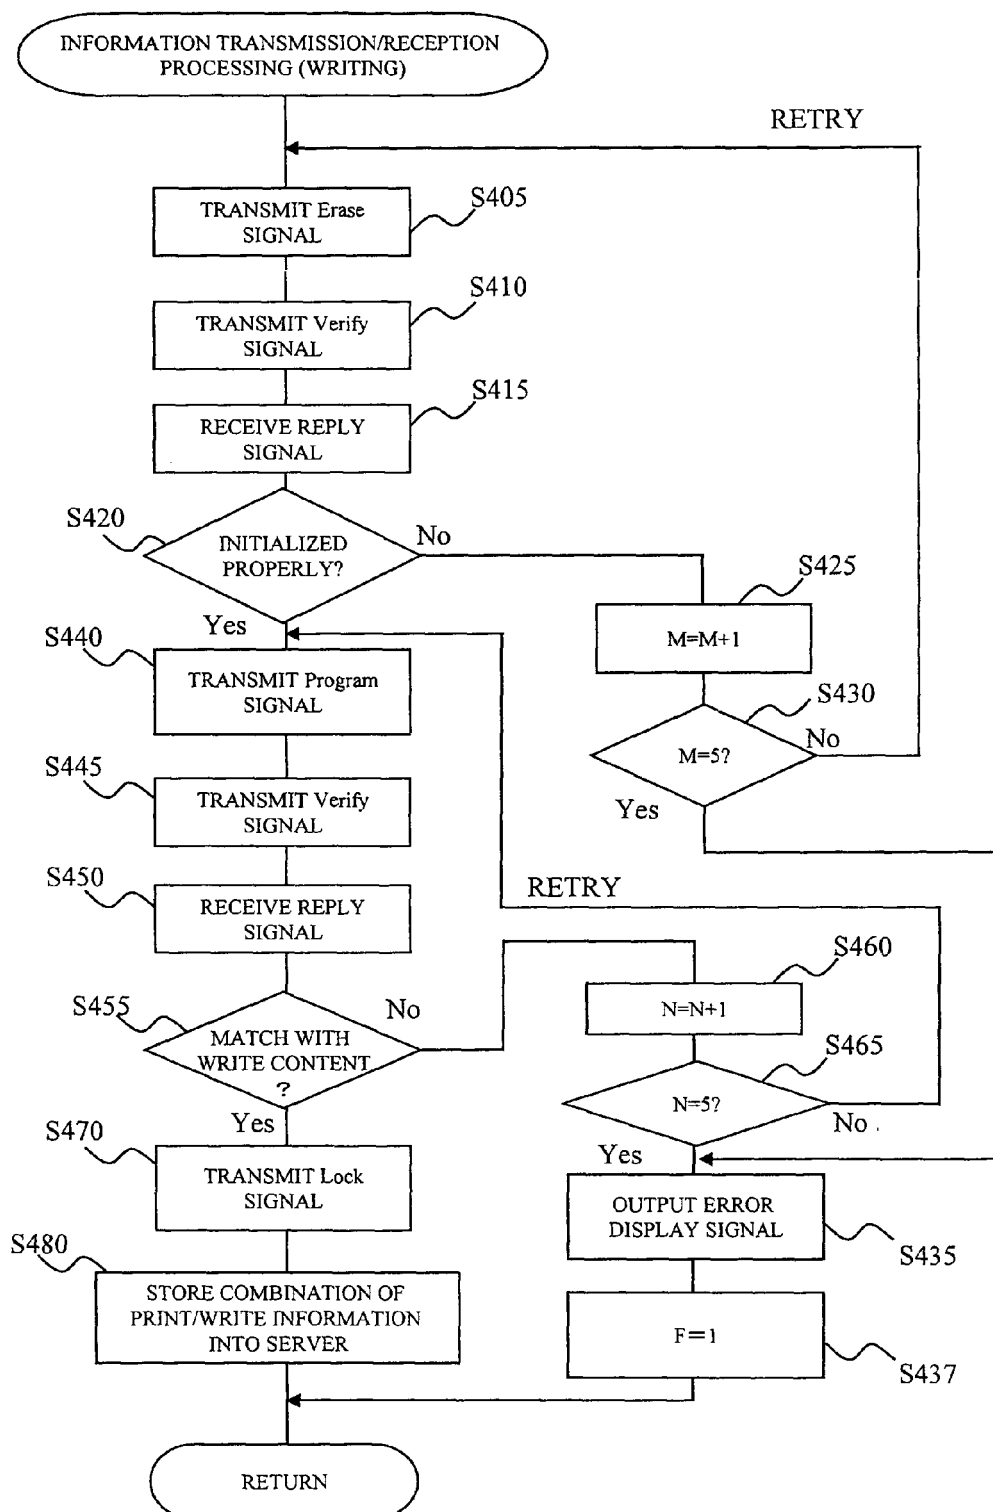 INFORMATION TRANSMISSION/RECEPTION
PROCESSING (WRITING)
RETRY
TRANSMIT Erase
SIGNAL
S405
TRANSMIT Verify
SIGNAL
S410
RECEIVE REPLY
SIGNAL
S415
S420
INITIALIZED
PROPERLY?
No
Yes
S425
M=M+1
S430
M=5?
No
Yes
S440
TRANSMIT Program
SIGNAL
S445
TRANSMIT Verify
SIGNAL
S450
RECEIVE REPLY
SIGNAL
RETRY
S455
MATCH WITH
WRITE CONTENT
?
No
Yes
S460
N=N+1
S465
N=5?
No
Yes
S470
TRANSMIT Lock
SIGNAL
OUTPUT ERROR
DISPLAY SIGNAL
S435
S480
STORE COMBINATION OF
PRINT/WRITE INFORMATION
INTO SERVER
F=1
S437
RETURN